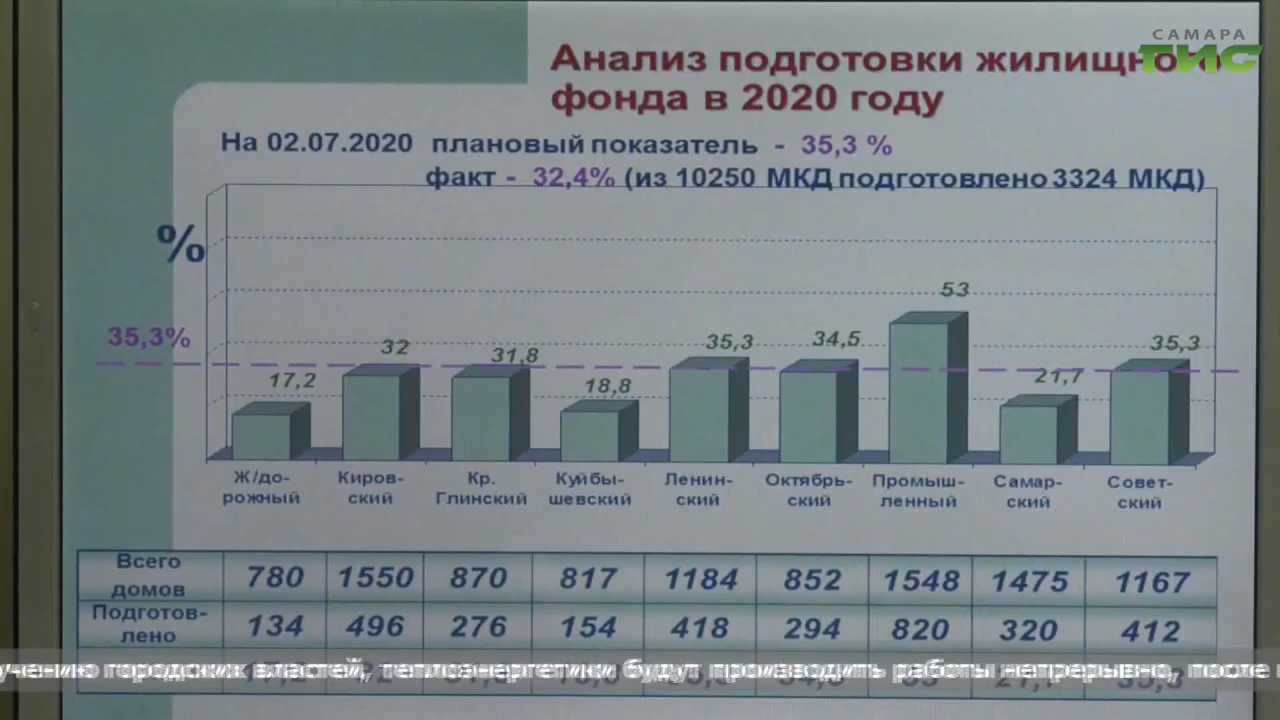 САМАРА
ТИС
Анализ подготовки жилищного
фонда в 2020 году
На 02.07.2020 плановый показатель - 35,3 %
факт - 32,4% (из 10250 МКД подготовлено 3324 МКД)
%
35,3%
17,2 32 31,8 18,8 35,3 34,5 53 21,7 35,3
Ж/до- Киров- Кр. Куйбы- Ленин- Октябрь- Промыш- Самар- Совет-
рожный ский Глинский шевский ский ский ленный ский ский
Всего
домов 780 1550 870 817 1184 852 1548 1475 1167
Подготов-
лено 134 496 276 154 418 294 820 320 412
учению городских властей, теплоэнергетики будут производить работы непрерывно, после